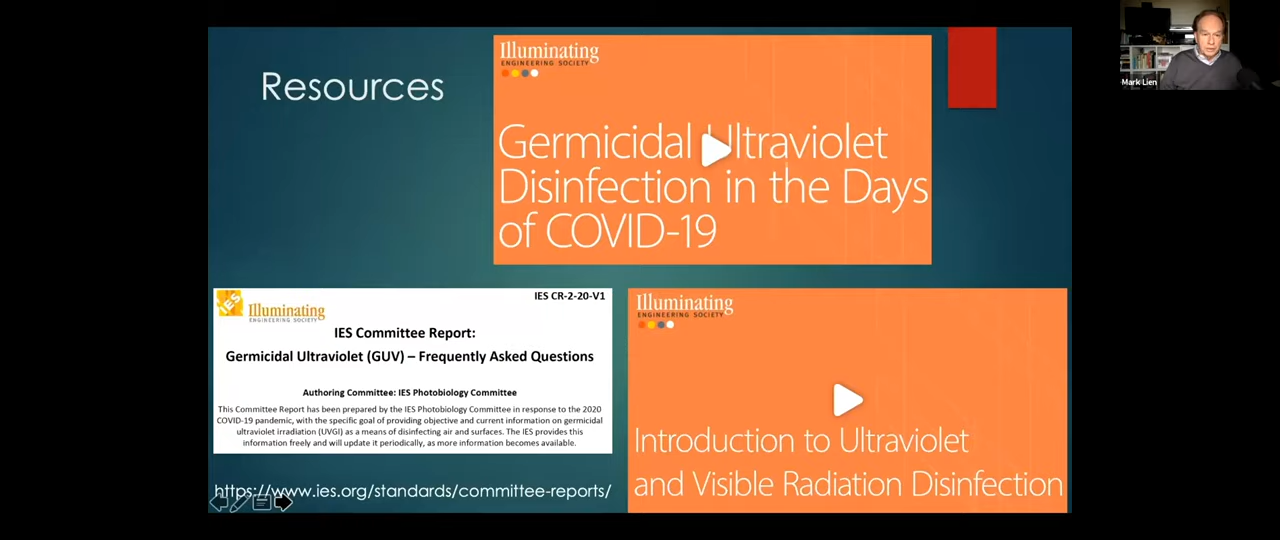 Resources
Illuminating
ENGINEERING SOCIETY
Germicidal Ultraviolet
Disinfection in the Days
of COVID-19
Mark Lien
IES
Illuminating
ENGINEERING SOCIETY
IES CR-2-20-V1
IES Committee Report:
Germicidal Ultraviolet (GUV) – Frequently Asked Questions
Authoring Committee: IES Photobiology Committee
This Committee Report has been prepared by the IES Photobiology Committee in response to the 2020
COVID-19 pandemic, with the specific goal of providing objective and current information on germicidal
ultraviolet irradiation (UVGI) as a means of disinfecting air and surfaces. The IES provides this
information freely and will update it periodically, as more information becomes available.
https://www.ies.org/standards/committee-reports/
Illuminating
ENGINEERING SOCIETY
Introduction to Ultraviolet
and Visible Radiation Disinfection